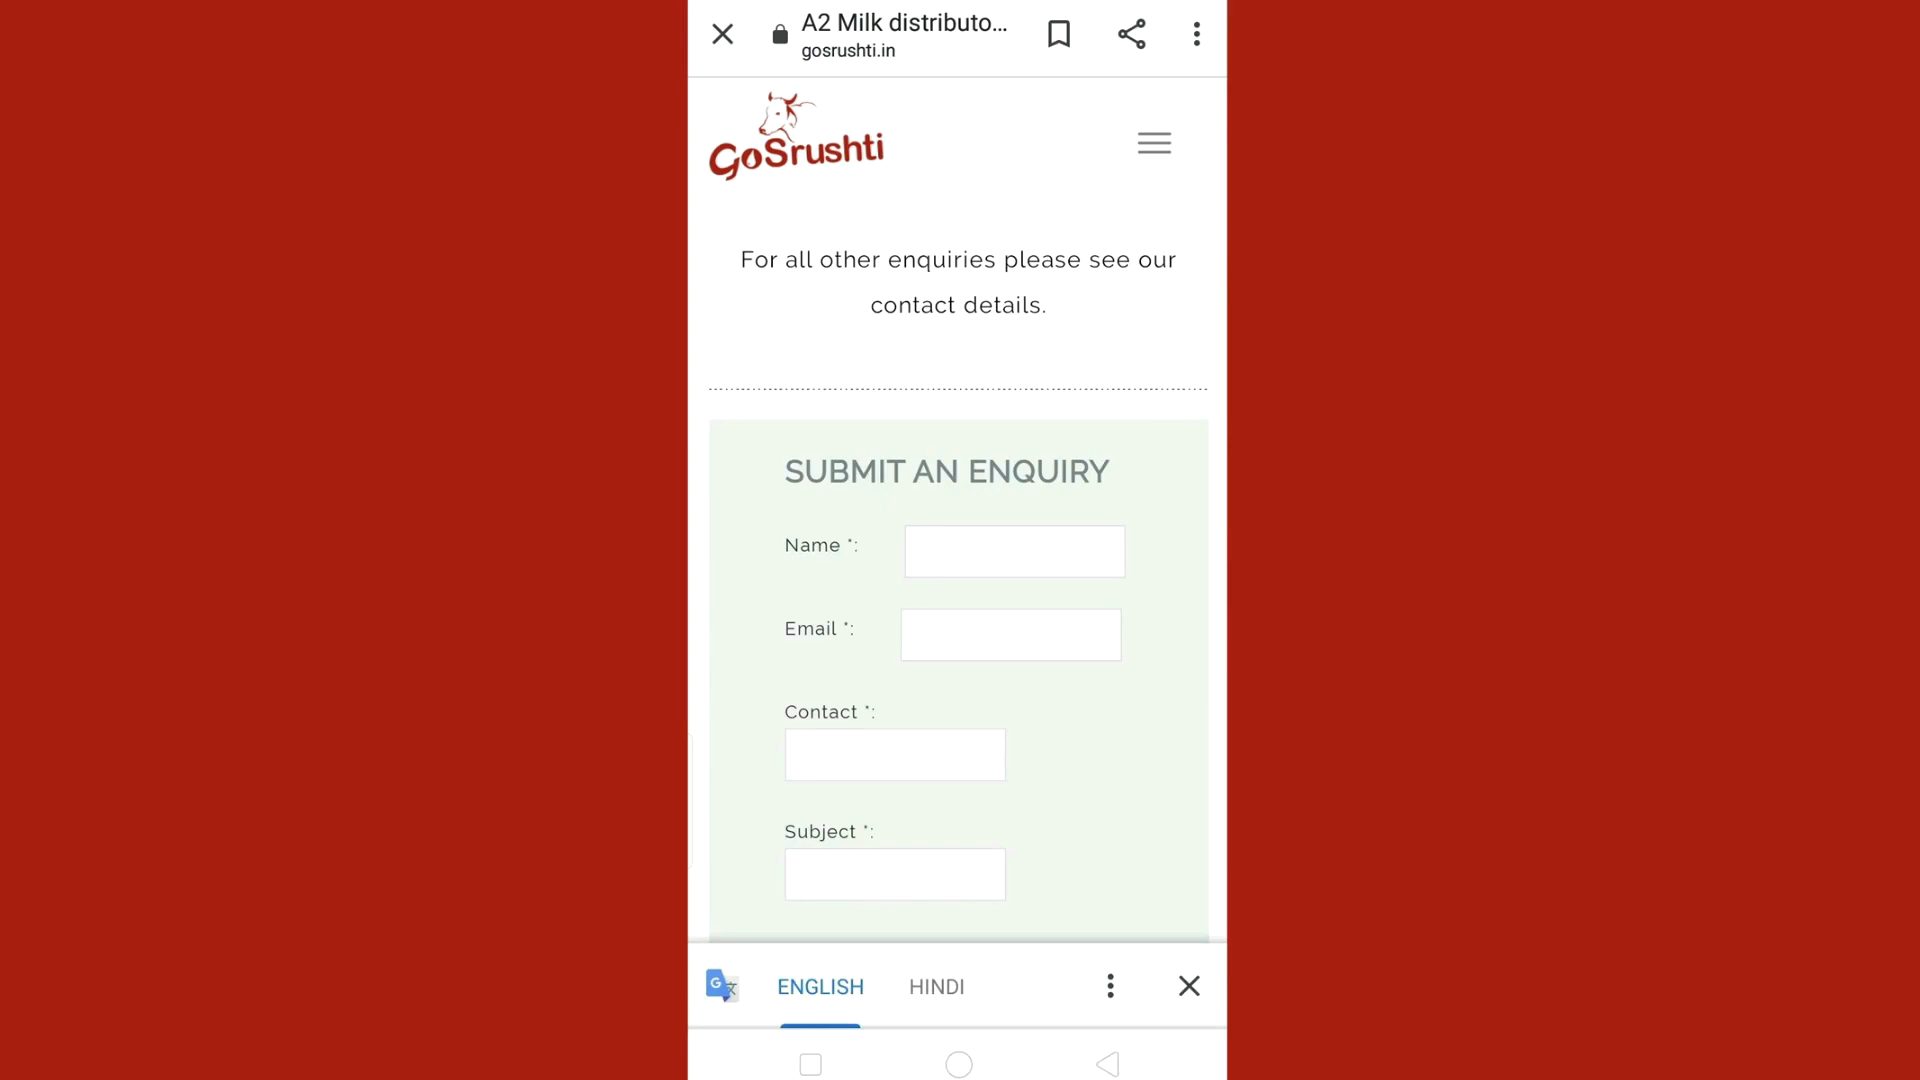 A2 Milk distributo...
gosrushti.in
GoSrushti
For all other enquiries please see our
contact details.
SUBMIT AN ENQUIRY
Name *:
Email *:
Contact *:
Subject *:
G 文
ENGLISH HINDI